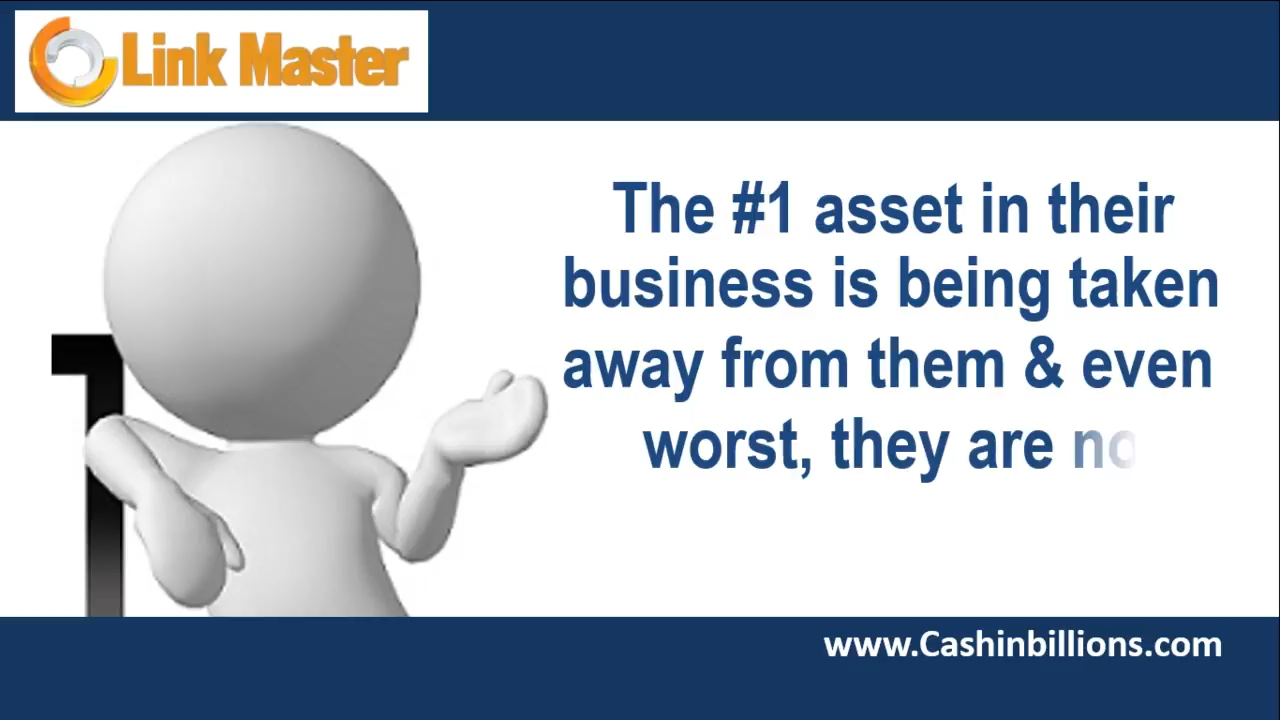 Link Master
The #1 asset in their
business is being taken
away from them & even
worst, they are no
www.Cashinbillions.com